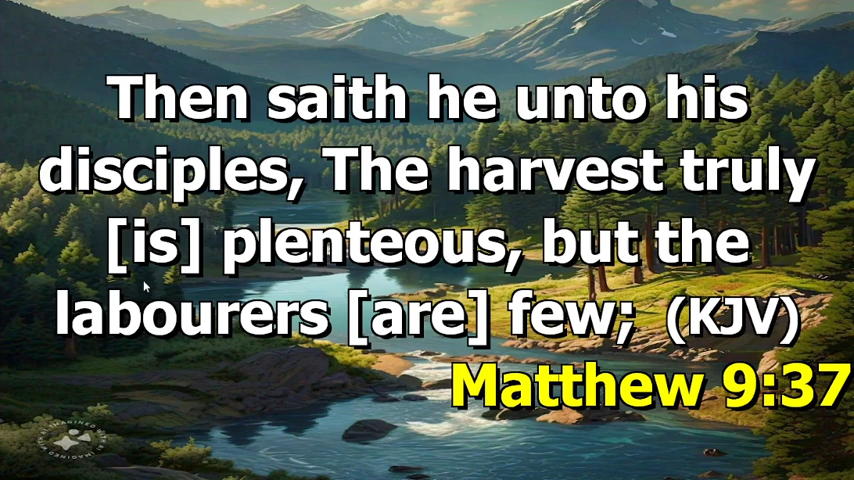 Then saith he unto his
disciples, The harvest truly
[is] plenteous, but the
labourers [are] few; (KJV)
Matthew 9:37